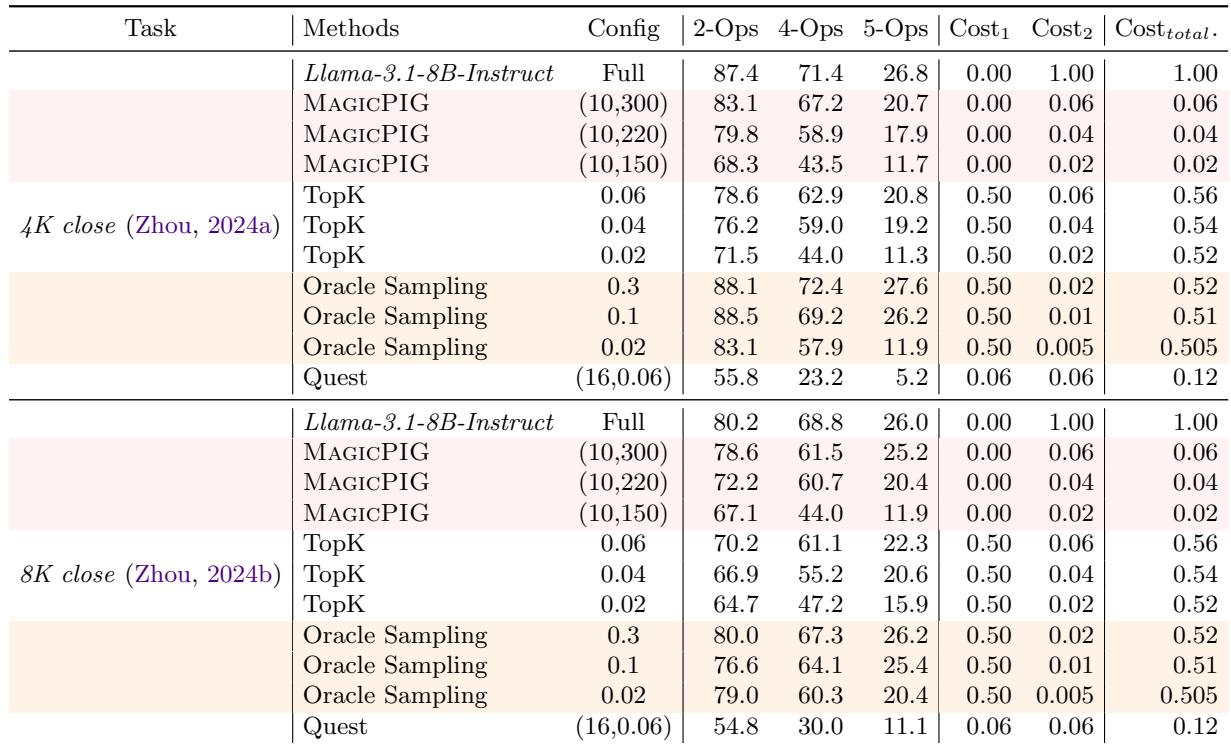 Task Methods Config 2-Ops 4-Ops 5-Ops Cost₁ Cost₂ Cost_total.
Llama-3.1-8B-Instruct Full 87.4 71.4 26.8 0.00 1.00 1.00
MAGICPIG (10,300) 83.1 67.2 20.7 0.00 0.06 0.06
MAGICPIG (10,220) 79.8 58.9 17.9 0.00 0.04 0.04
MAGICPIG (10,150) 68.3 43.5 11.7 0.00 0.02 0.02
TopK 0.06 78.6 62.9 20.8 0.50 0.06 0.56
4K close (Zhou, 2024a) TopK 0.04 76.2 59.0 19.2 0.50 0.04 0.54
TopK 0.02 71.5 44.0 11.3 0.50 0.02 0.52
Oracle Sampling 0.3 88.1 72.4 27.6 0.50 0.02 0.52
Oracle Sampling 0.1 88.5 69.2 26.2 0.50 0.01 0.51
Oracle Sampling 0.02 83.1 57.9 11.9 0.50 0.005 0.505
Quest (16,0.06) 55.8 23.2 5.2 0.06 0.06 0.12
Llama-3.1-8B-Instruct Full 80.2 68.8 26.0 0.00 1.00 1.00
MAGICPIG (10,300) 78.6 61.5 25.2 0.00 0.06 0.06
MAGICPIG (10,220) 72.2 60.7 20.4 0.00 0.04 0.04
MAGICPIG (10,150) 67.1 44.0 11.9 0.00 0.02 0.02
TopK 0.06 70.2 61.1 22.3 0.50 0.06 0.56
8K close (Zhou, 2024b) TopK 0.04 66.9 55.2 20.6 0.50 0.04 0.54
TopK 0.02 64.7 47.2 15.9 0.50 0.02 0.52
Oracle Sampling 0.3 80.0 67.3 26.2 0.50 0.02 0.52
Oracle Sampling 0.1 76.6 64.1 25.4 0.50 0.01 0.51
Oracle Sampling 0.02 79.0 60.3 20.4 0.50 0.005 0.505
Quest (16,0.06) 54.8 30.0 11.1 0.06 0.06 0.12